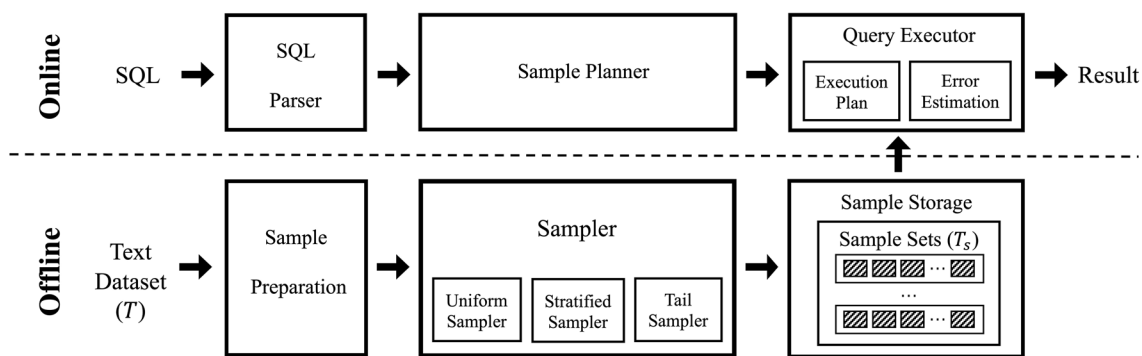 Online
SQL
SQL
Parser
Sample Planner
Query Executor
Execution
Plan
Error
Estimation
Result
Offline
Text
Dataset
(T)
Sample
Preparation
Sampler
Uniform
Sampler
Stratified
Sampler
Tail
Sampler
Sample Storage
Sample Sets (Tₛ)
...
...
...